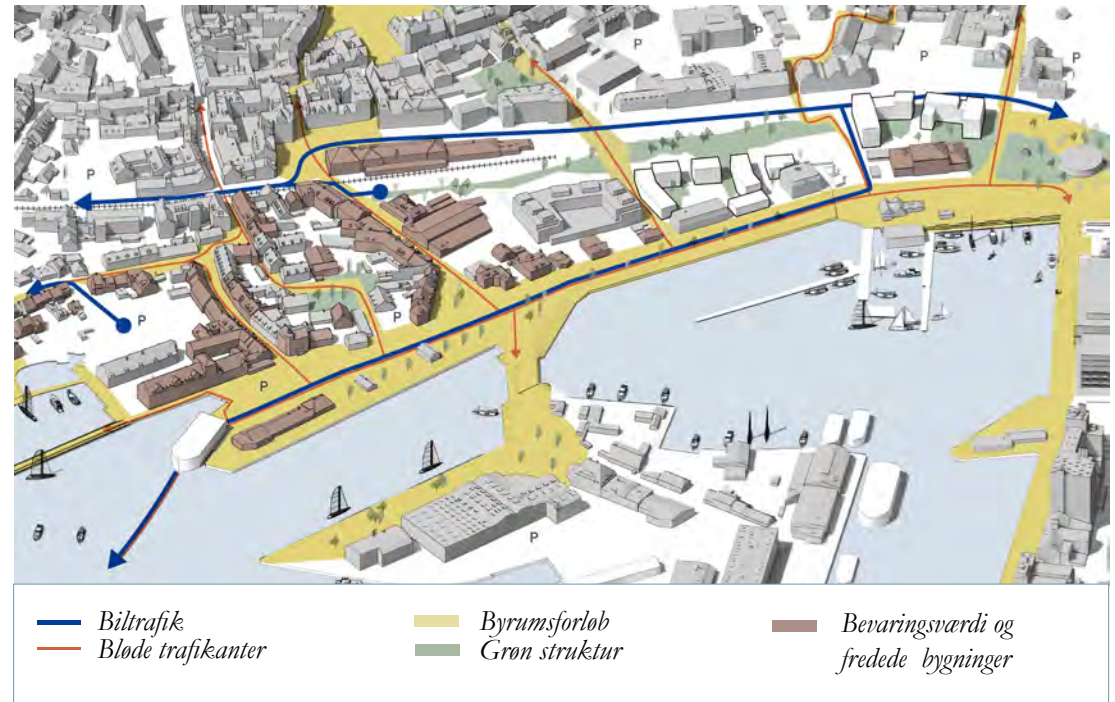 P
P
P
P
P
P
P
P
Biltrafik
Bløde trafikanter
Byrumsforløb
Grøn struktur
Bevaringsværdi og
fredede bygninger